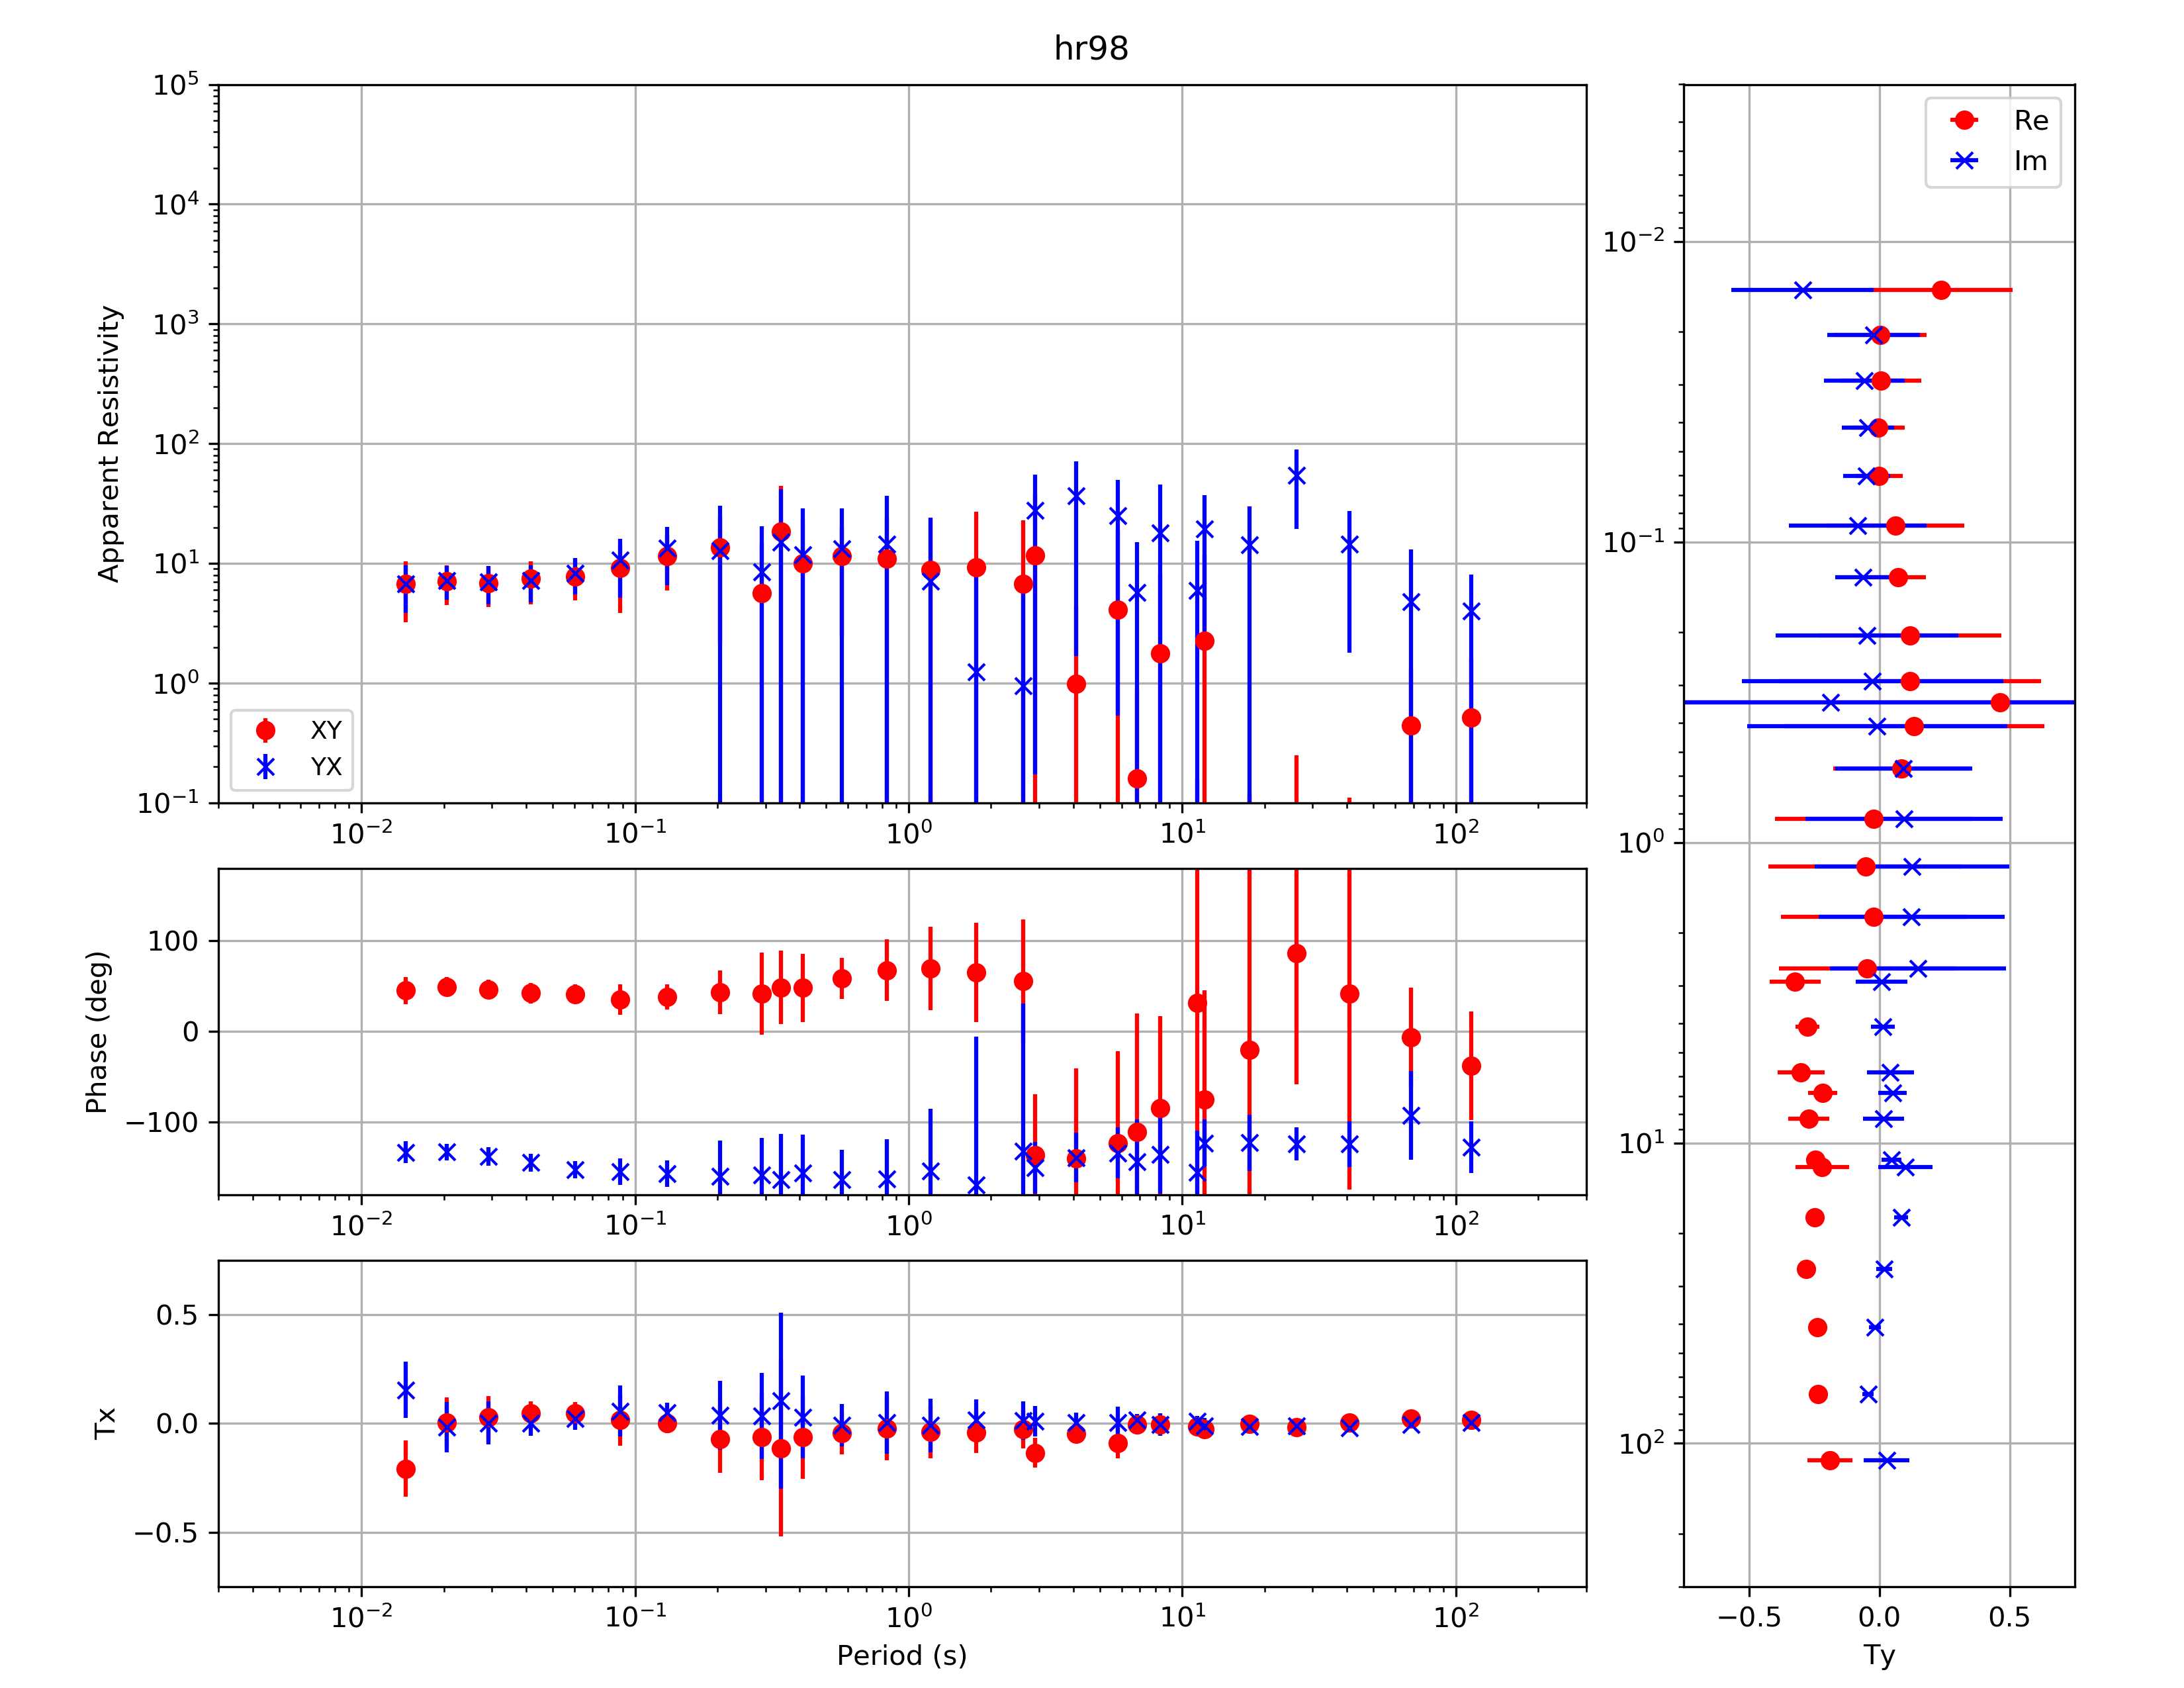 hr98
Apparent Resistivity
10⁵
10⁴
10³
10²
10¹
10⁰
10⁻¹
XY
YX
10⁻² 10⁻¹ 10⁰ 10¹ 10²
Phase (deg)
100
0
−100
10⁻² 10⁻¹ 10⁰ 10¹ 10²
Tx
0.5
0.0
−0.5
10⁻² 10⁻¹ 10⁰ 10¹ 10²
Period (s)
Re
Im
10⁻²
10⁻¹
10⁰
10¹
10²
−0.5 0.0 0.5
Ty